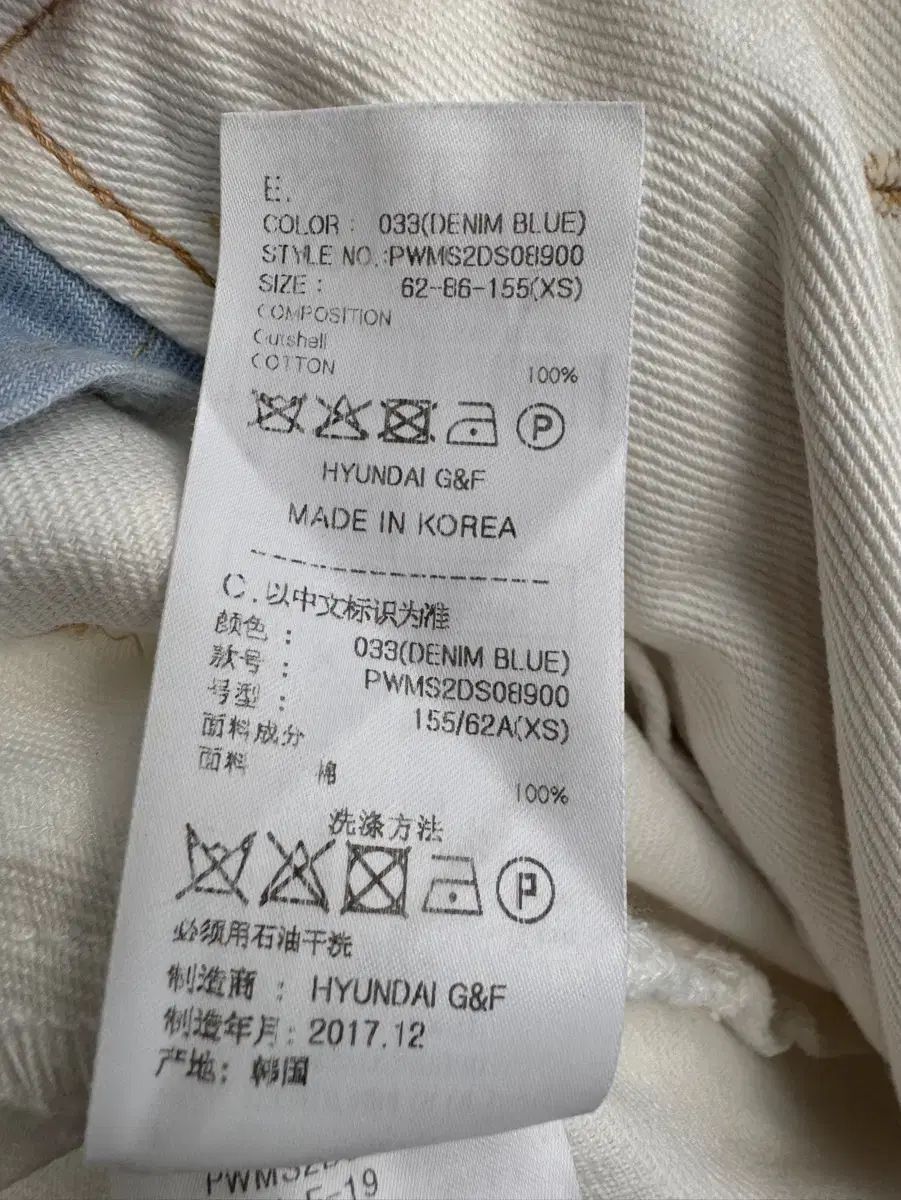 E.
COLOR : 033(DENIM BLUE)
STYLE NO.:PWMS2DS08900
SIZE : 62-86-155(XS)
COMPOSITION
Outshell
COTTON 100%
P
HYUNDAI G&F
MADE IN KOREA
C.以中文标识为准
颜色 : 033(DENIM BLUE)
款号 : PWMS2DS08900
号型 : 155/62A(XS)
面料成分
面料 棉 100%
洗涤方法
P
必须用石油干洗
制造商 : HYUNDAI G&F
制造年月: 2017.12
产地: 韩国